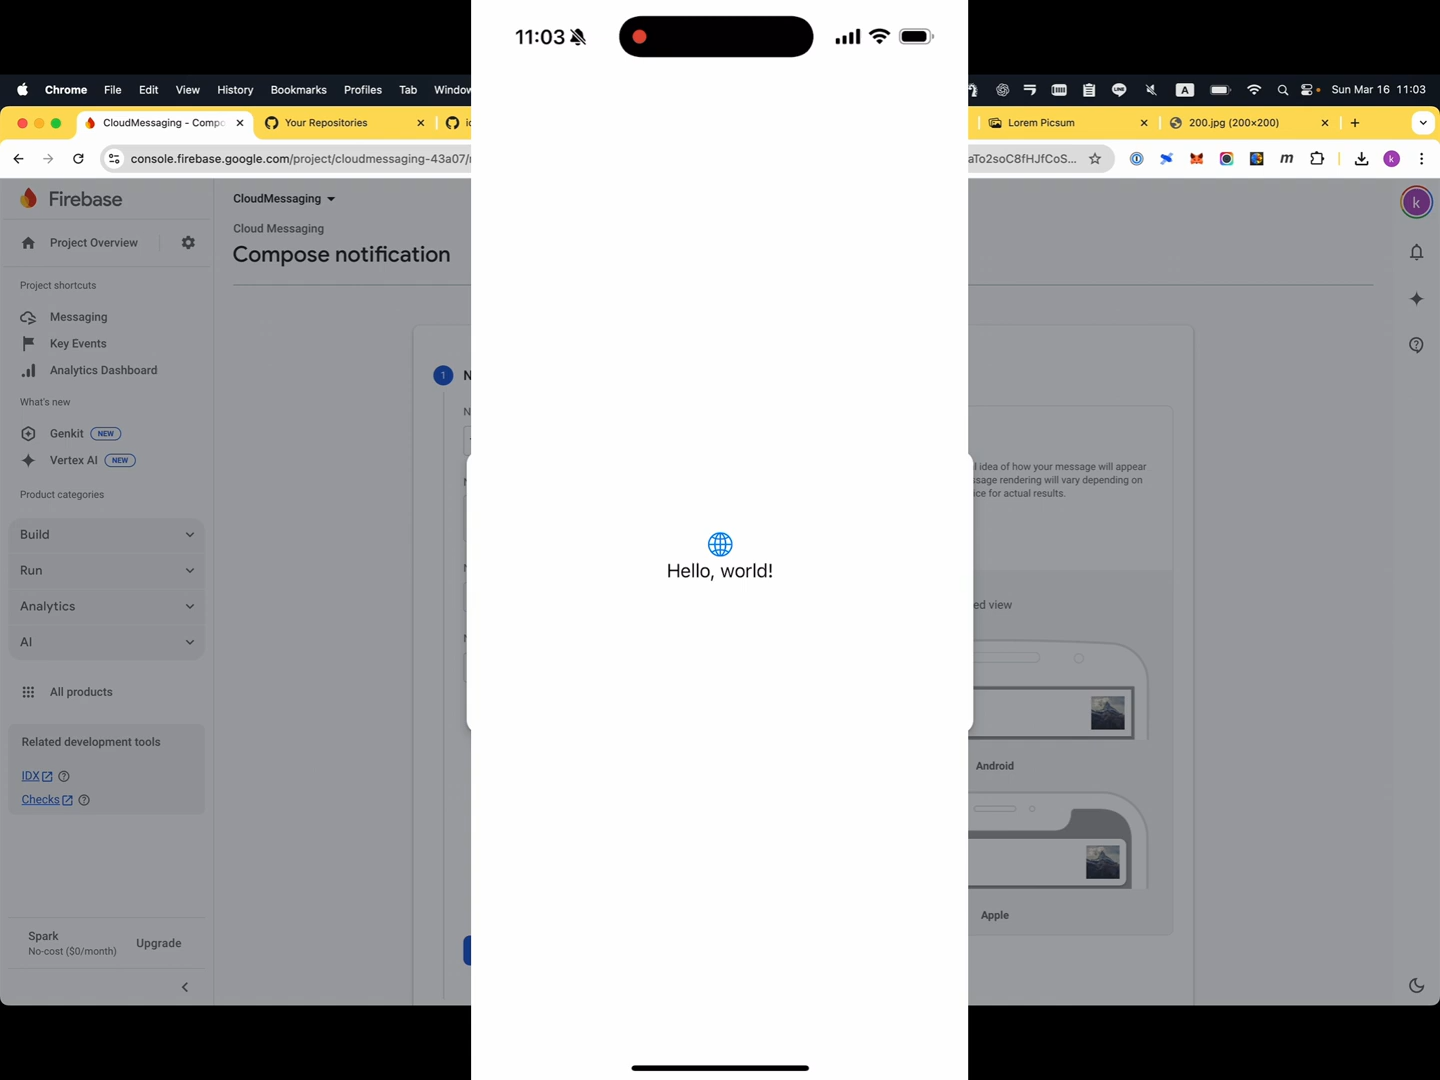 11:03
Chrome File Edit View History Bookmarks Profiles Tab Window
A
Sun Mar 16 11:03
CloudMessaging - Compo
Your Repositories
Lorem Picsum
200.jpg (200×200)
console.firebase.google.com/project/cloudmessaging-43a07/
aTo2soC8fHJfCoS...
m
k
Firebase
CloudMessaging
k
Project Overview
Cloud Messaging
Compose notification
Project shortcuts
Messaging
Key Events
Analytics Dashboard
What's new
Genkit NEW
Vertex AI NEW
Product categories
Build
Run
Analytics
AI
All products
Related development tools
IDX
Checks
Spark
No-cost ($0/month)
Upgrade
1 N
idea of how your message will appear
sage rendering will vary depending on
ice for actual results.
ed view
Android
Apple
Hello, world!